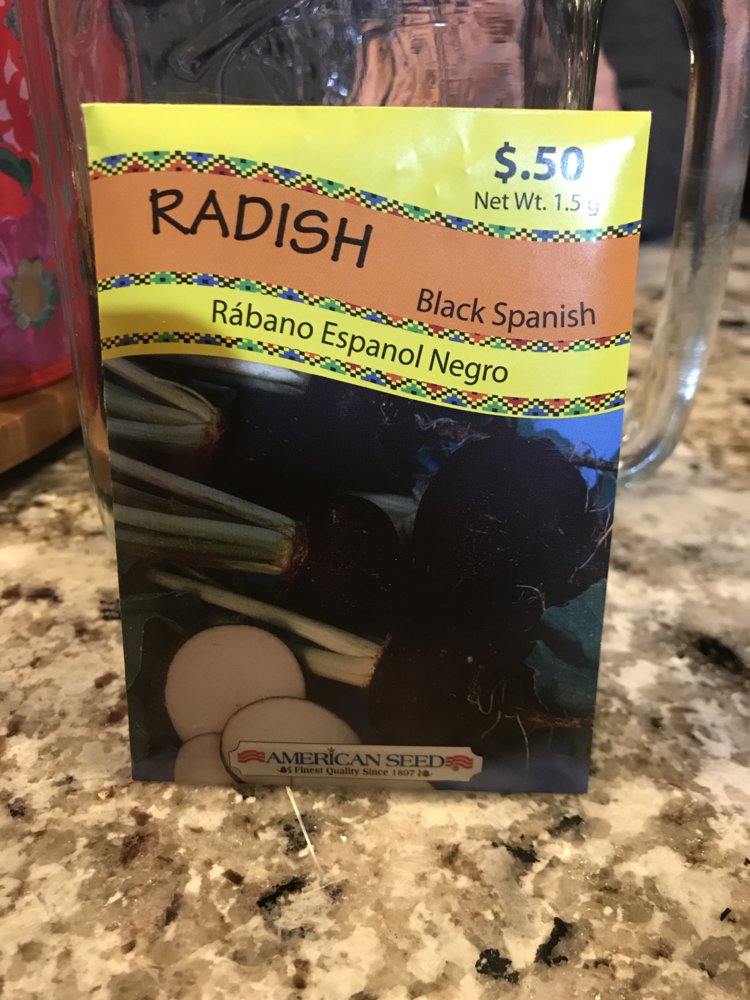 $.50
Net Wt. 1.5 g
RADISH
Black Spanish
Rábano Espanol Negro
AMERICAN SEED®
Finest Quality Since 1897